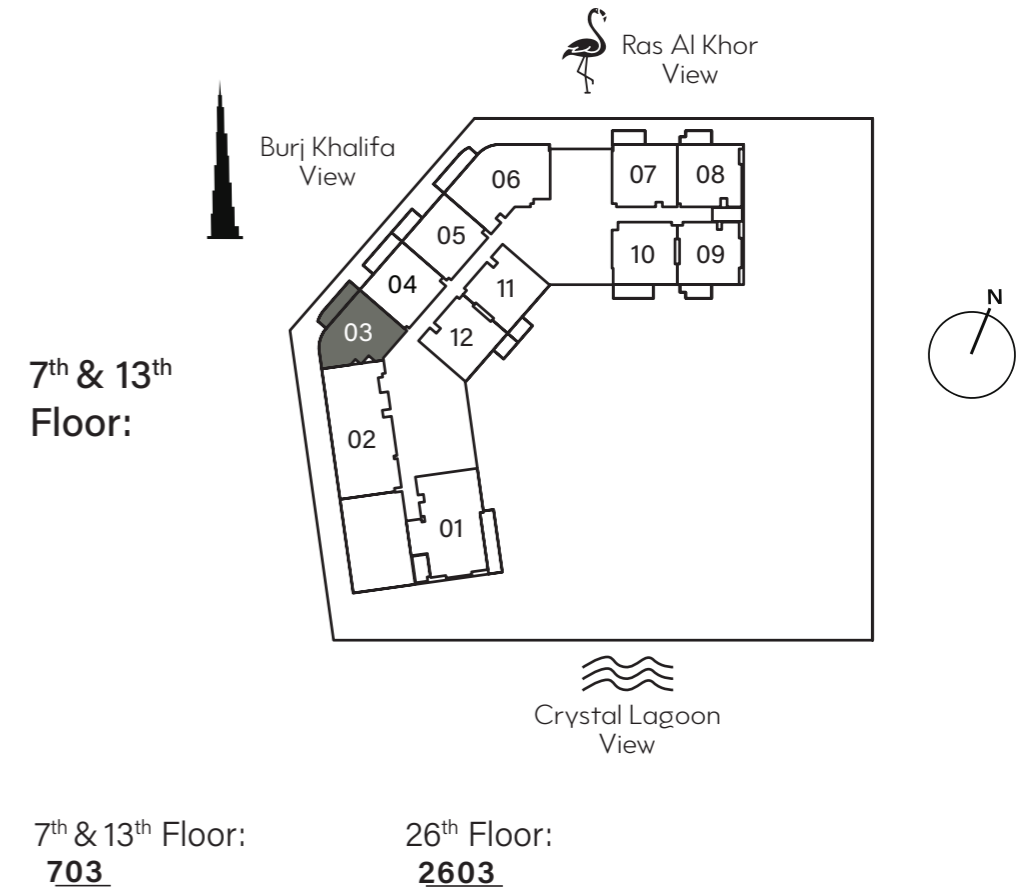 Ras Al Khor
View
Burj Khalifa
View
06
07
08
05
10
09
04
11
03
12
N
7th & 13th
Floor:
02
01
Crystal Lagoon
View
7th & 13th Floor:
703
26th Floor:
2603